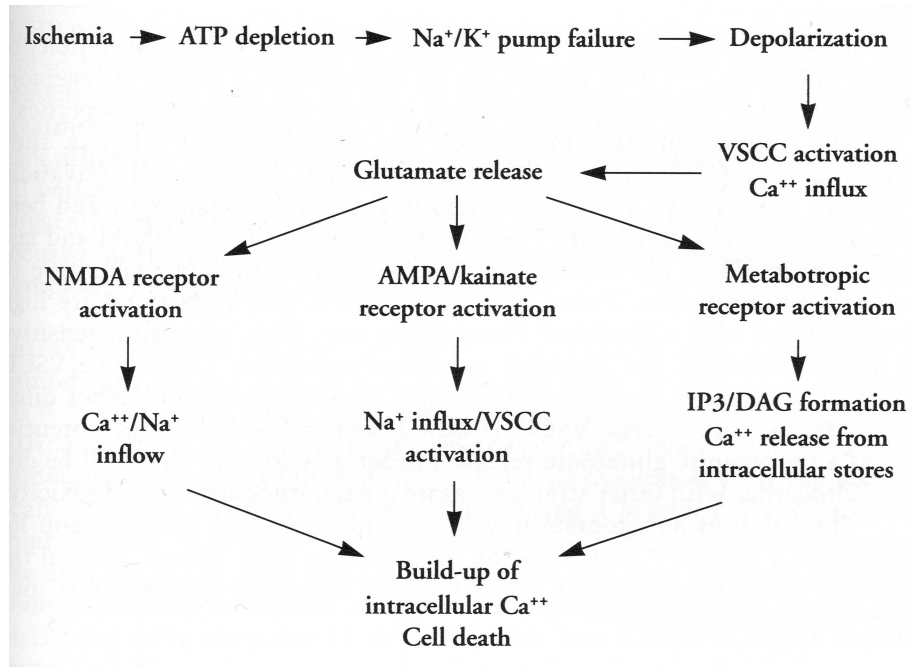 Ischemia → ATP depletion → Na⁺/K⁺ pump failure → Depolarization
VSCC activation
Ca⁺⁺ influx
Glutamate release
NMDA receptor
activation
AMPA/kainate
receptor activation
Metabotropic
receptor activation
Ca⁺⁺/Na⁺
inflow
Na⁺ influx/VSCC
activation
IP3/DAG formation
Ca⁺⁺ release from
intracellular stores
Build-up of
intracellular Ca⁺⁺
Cell death